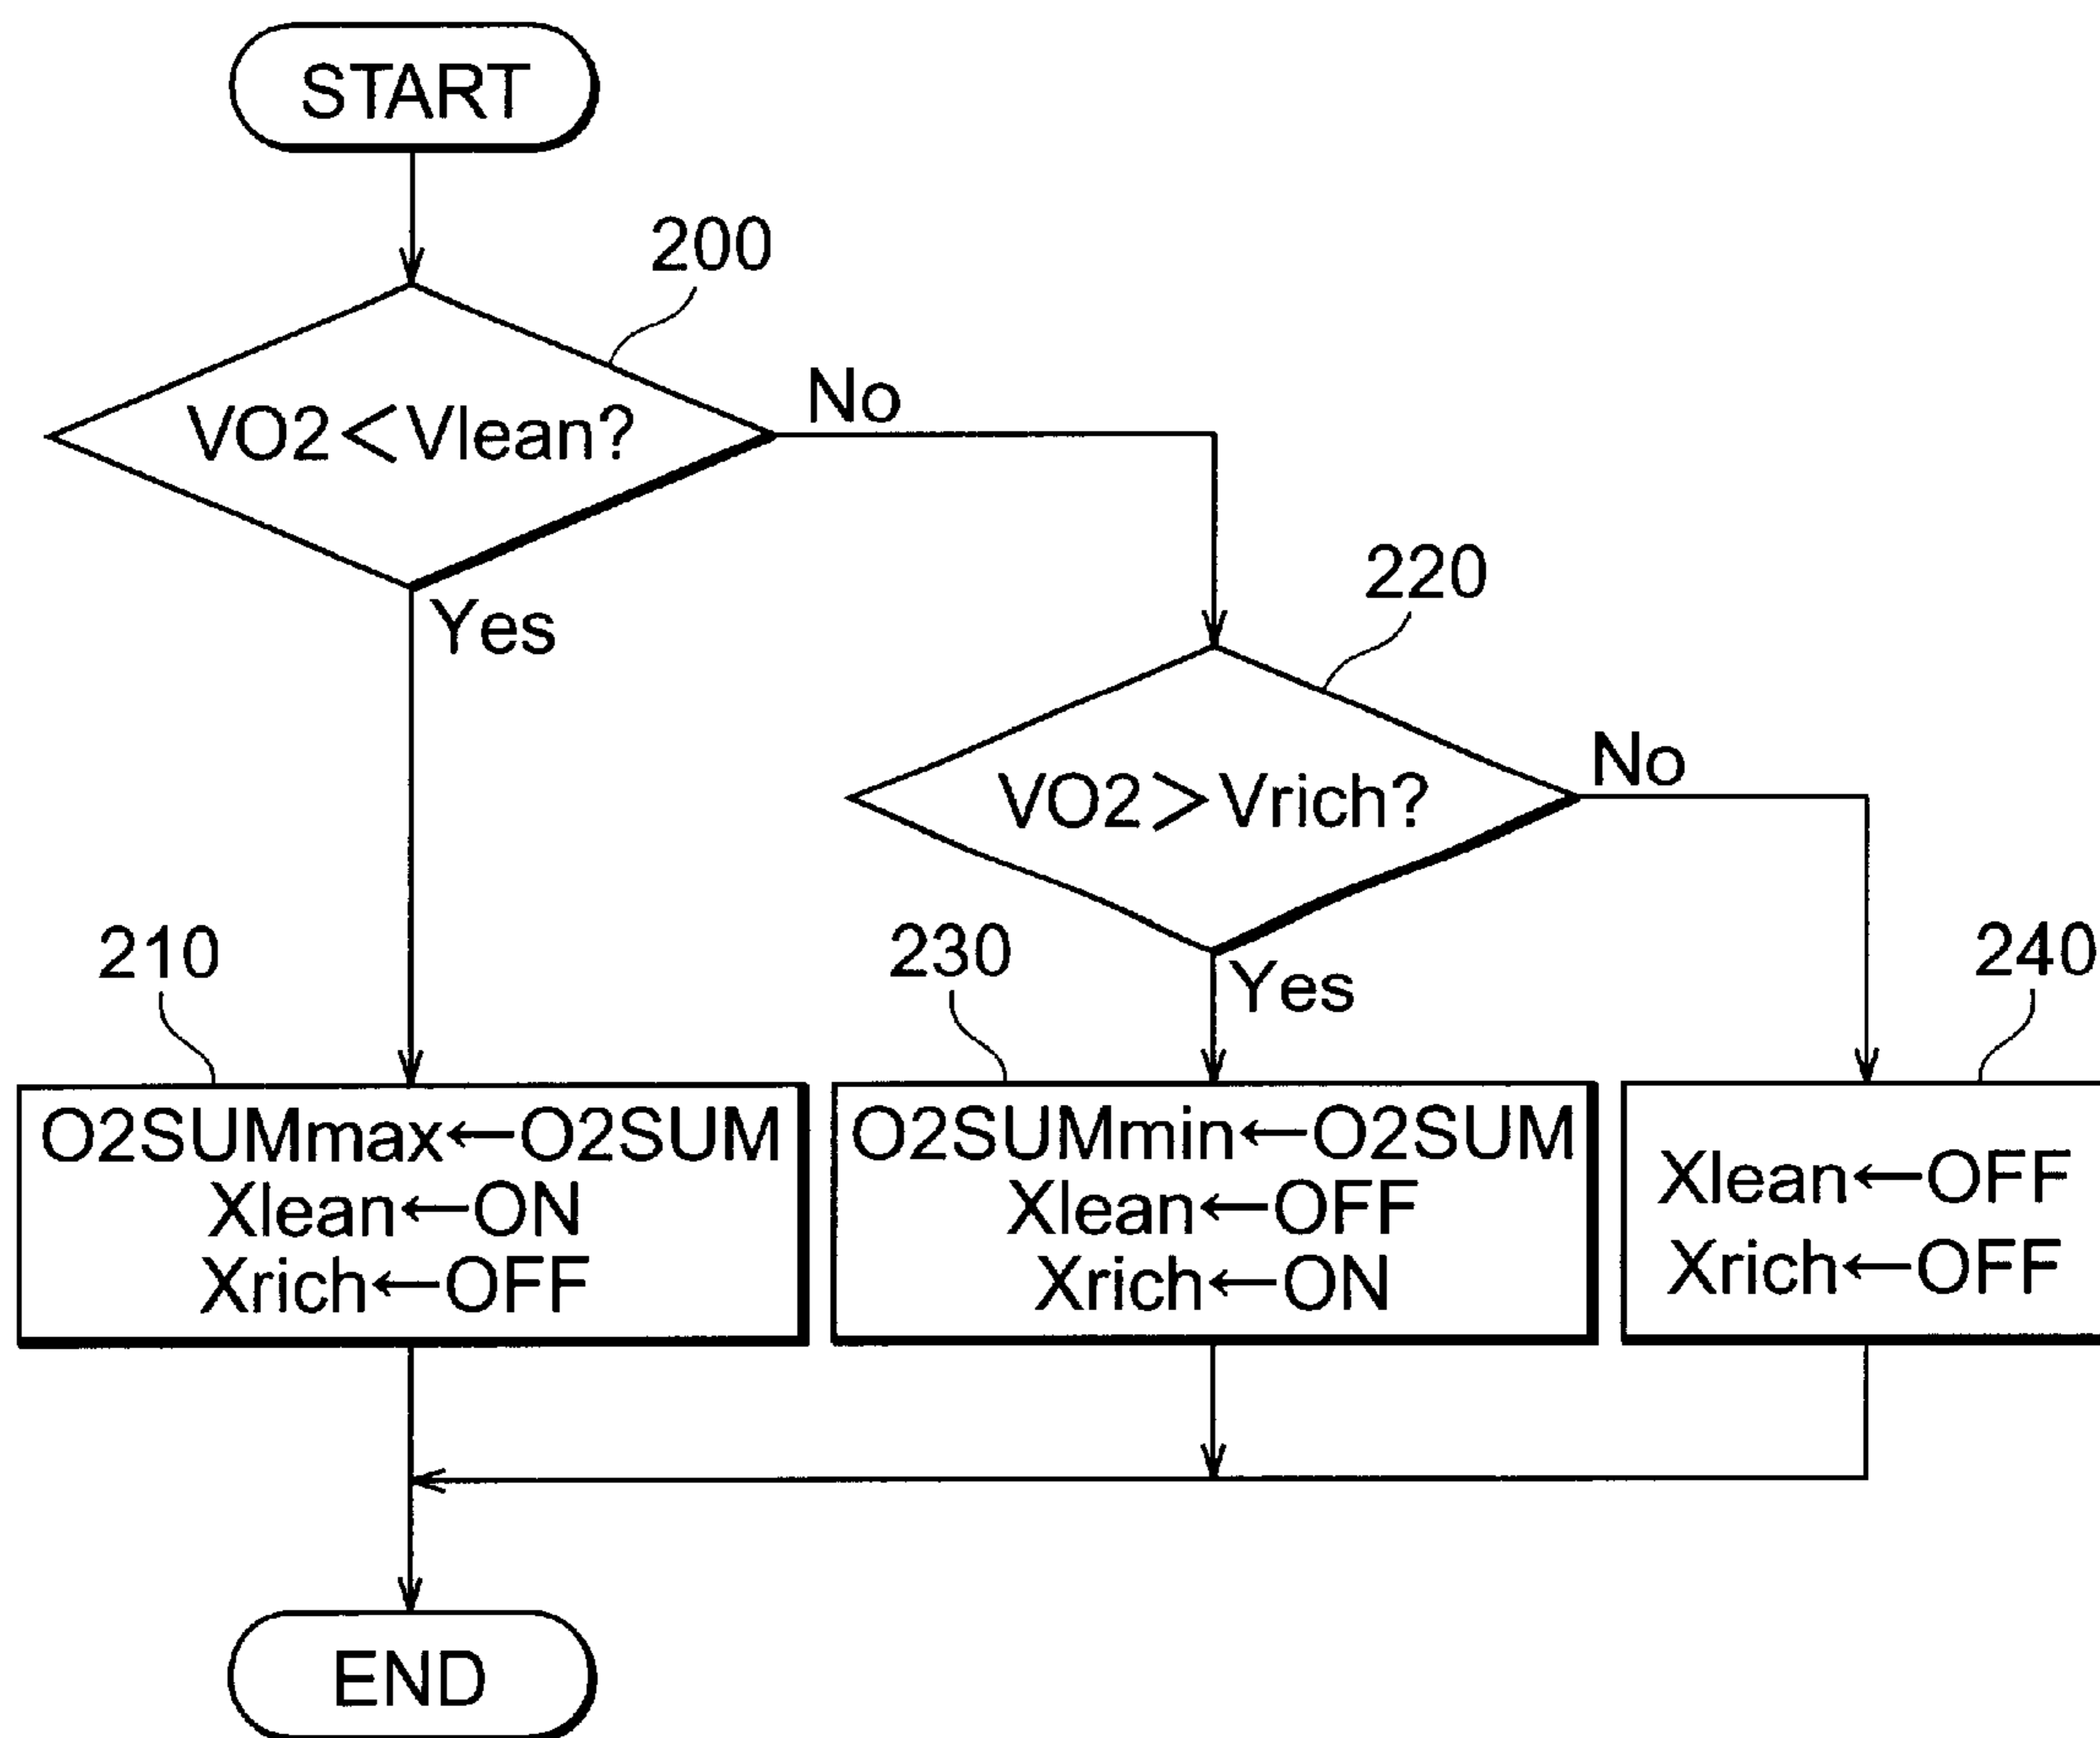 START
200
VO2<Vlean?
No
Yes
220
VO2>Vrich?
No
Yes
210
O2SUMmax←O2SUM
Xlean←ON
Xrich←OFF
230
O2SUMmin←O2SUM
Xlean←OFF
Xrich←ON
240
Xlean←OFF
Xrich←OFF
END